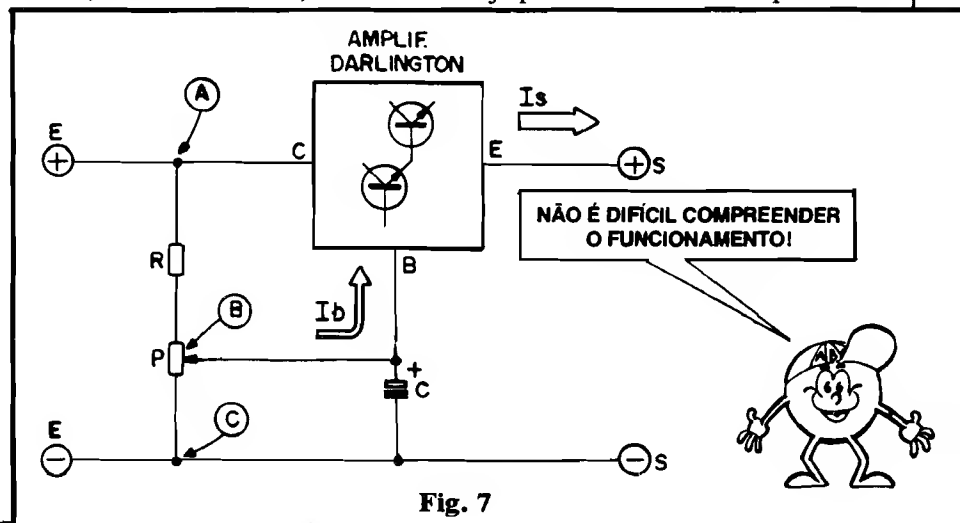 AMPLIF.
DARLINGTON
A
Is
E
+
C
E
+ S
NÃO É DIFÍCIL COMPREENDER
O FUNCIONAMENTO!
R
B
Ib
B
P
+
C
C
E
−
− S
Fig. 7